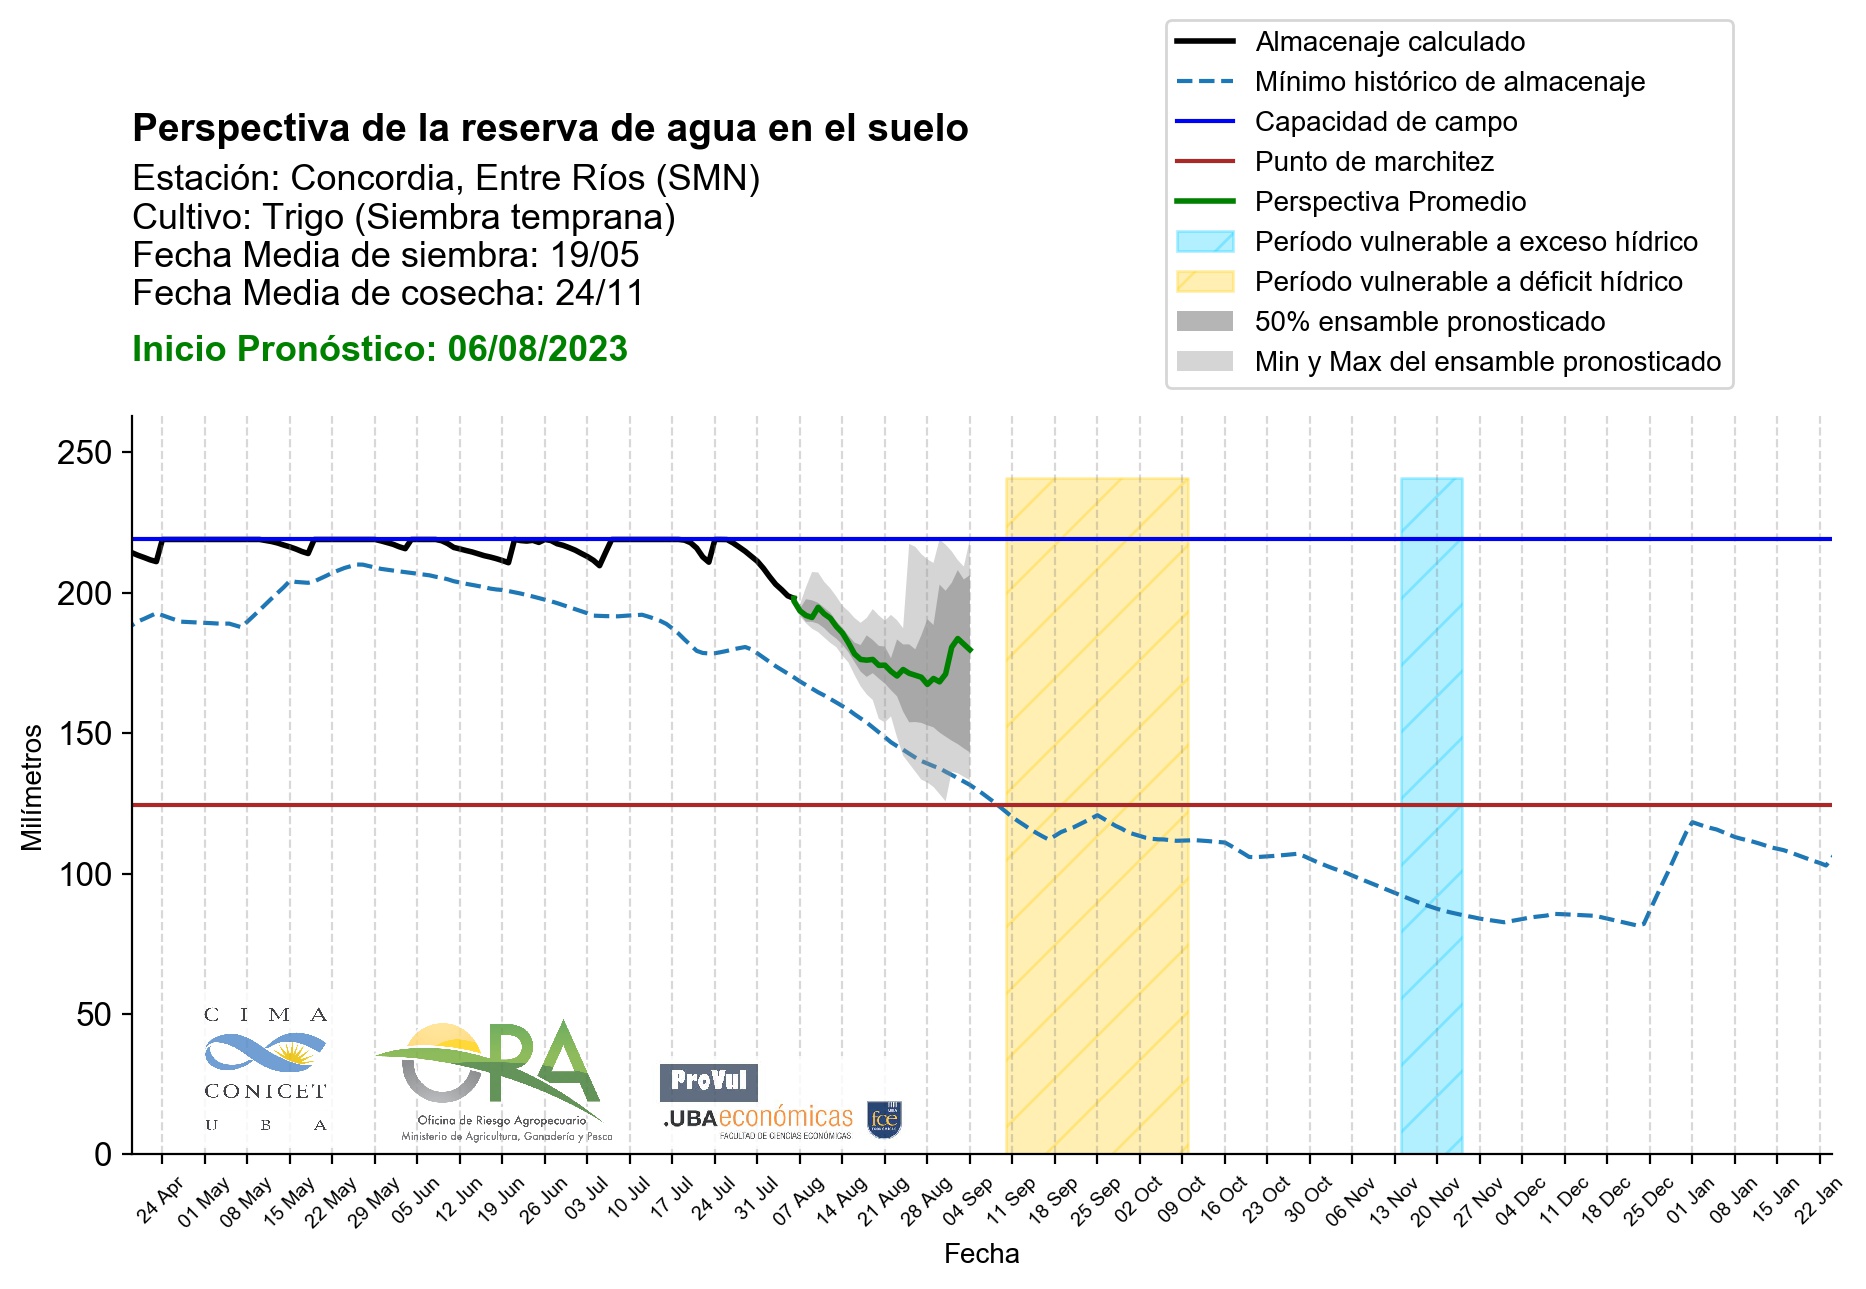 Almacenaje calculado
Mínimo histórico de almacenaje
Capacidad de campo
Punto de marchitez
Perspectiva Promedio
Período vulnerable a exceso hídrico
Período vulnerable a déficit hídrico
50% ensamble pronosticado
Min y Max del ensamble pronosticado
Perspectiva de la reserva de agua en el suelo
Estación: Concordia, Entre Ríos (SMN)
Cultivo: Trigo (Siembra temprana)
Fecha Media de siembra: 19/05
Fecha Media de cosecha: 24/11
Inicio Pronóstico: 06/08/2023
Milímetros
250
200
150
100
50
0
C I M A
CONICET
U B A
OPA
Oficina de Riesgo Agropecuario
Ministerio de Agricultura, Ganadería y Pesca
ProVul
.UBAeconómicas
FACULTAD DE CIENCIAS ECONÓMICAS
fce
24 Apr
01 May
08 May
15 May
22 May
29 May
05 Jun
12 Jun
19 Jun
26 Jun
03 Jul
10 Jul
17 Jul
24 Jul
31 Jul
07 Aug
14 Aug
21 Aug
28 Aug
04 Sep
11 Sep
18 Sep
25 Sep
02 Oct
09 Oct
16 Oct
23 Oct
30 Oct
06 Nov
13 Nov
20 Nov
27 Nov
04 Dec
11 Dec
18 Dec
25 Dec
01 Jan
08 Jan
15 Jan
22 Jan
Fecha